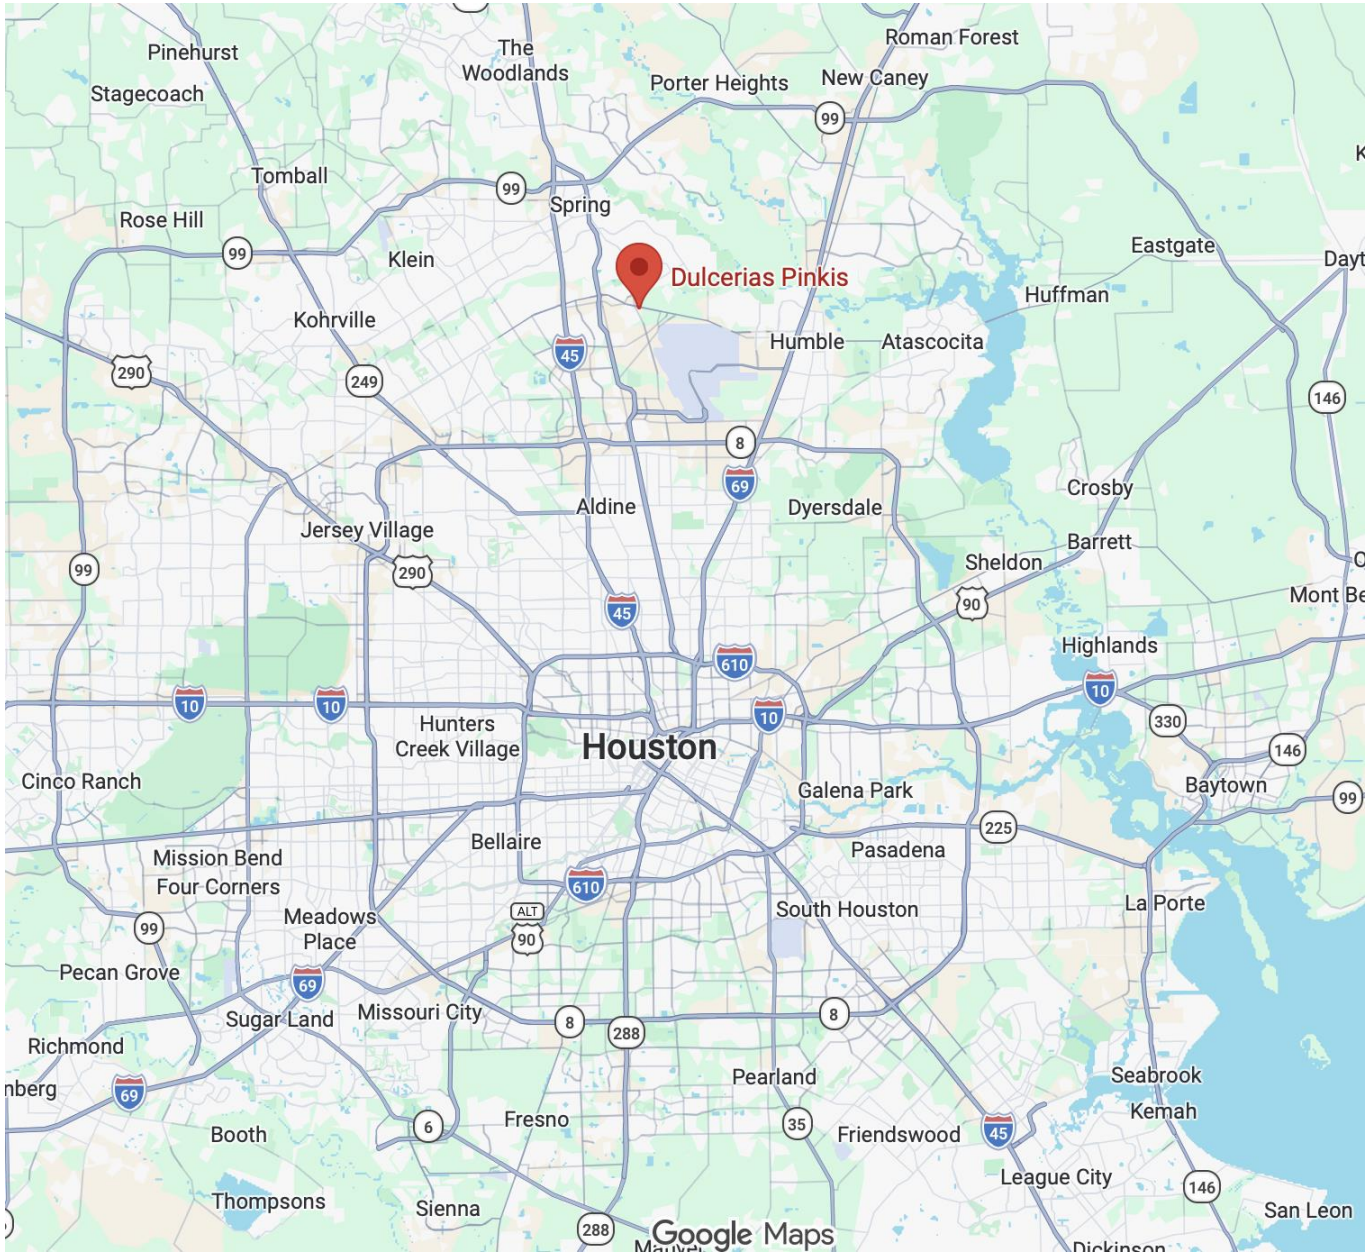 Roman Forest
Pinehurst
The
Woodlands
Porter Heights
New Caney
Stagecoach
99
Tomball
99
Spring
Rose Hill
99
Klein
Eastgate
Dulcerias Pinkis
Huffman
Kohrville
Humble
Atascocita
45
290
249
146
8
69
Crosby
Aldine
Dyersdale
Jersey Village
Barrett
Sheldon
99
290
90
45
Highlands
610
10
10
10
10
330
Hunters
Creek Village
Houston
146
Cinco Ranch
Galena Park
Baytown
99
225
Bellaire
Pasadena
Mission Bend
Four Corners
610
La Porte
Meadows
Place
South Houston
ALT
90
99
Pecan Grove
69
Missouri City
Sugar Land
8
8
288
Richmond
Pearland
Seabrook
69
Kemah
Fresno
35
6
Booth
Friendswood
45
League City
146
Thompsons
Sienna
San Leon
288
Google Maps
Dickinson